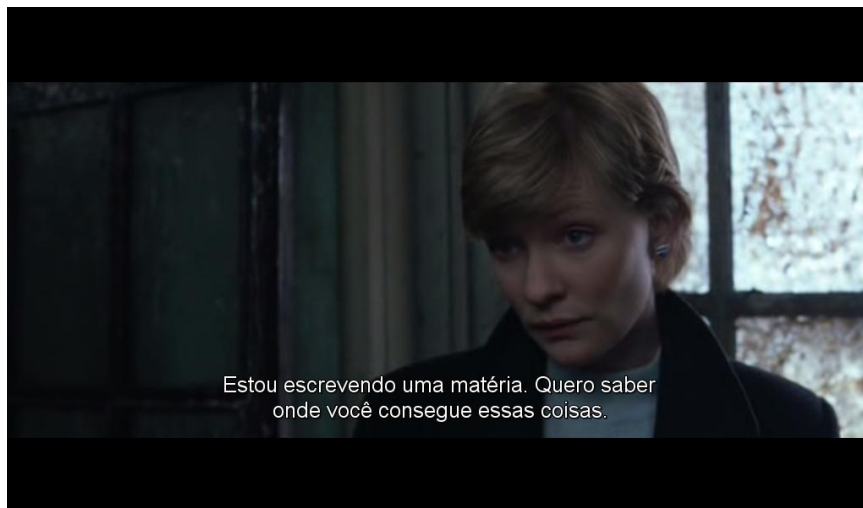 Estou escrevendo uma matéria. Quero saber
onde você consegue essas coisas.